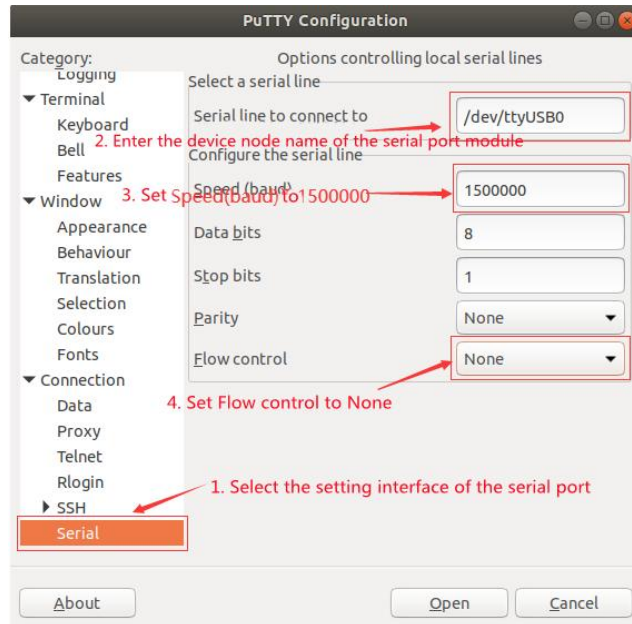 PuTTY Configuration
Category:
Options controlling local serial lines
Logging
Select a serial line
Terminal
Serial line to connect to
/dev/ttyUSB0
Keyboard
2. Enter the device node name of the serial port module
Bell
Configure the serial line
Features
Speed (baud)
1500000
Window
3. Set Speed(baud) to1500000
Appearance
Data bits
8
Behaviour
Translation
Stop bits
1
Selection
Parity
None
Colours
Fonts
Flow control
None
Connection
Data
4. Set Flow control to None
Proxy
Telnet
Rlogin
1. Select the setting interface of the serial port
SSH
Serial
About
Open
Cancel